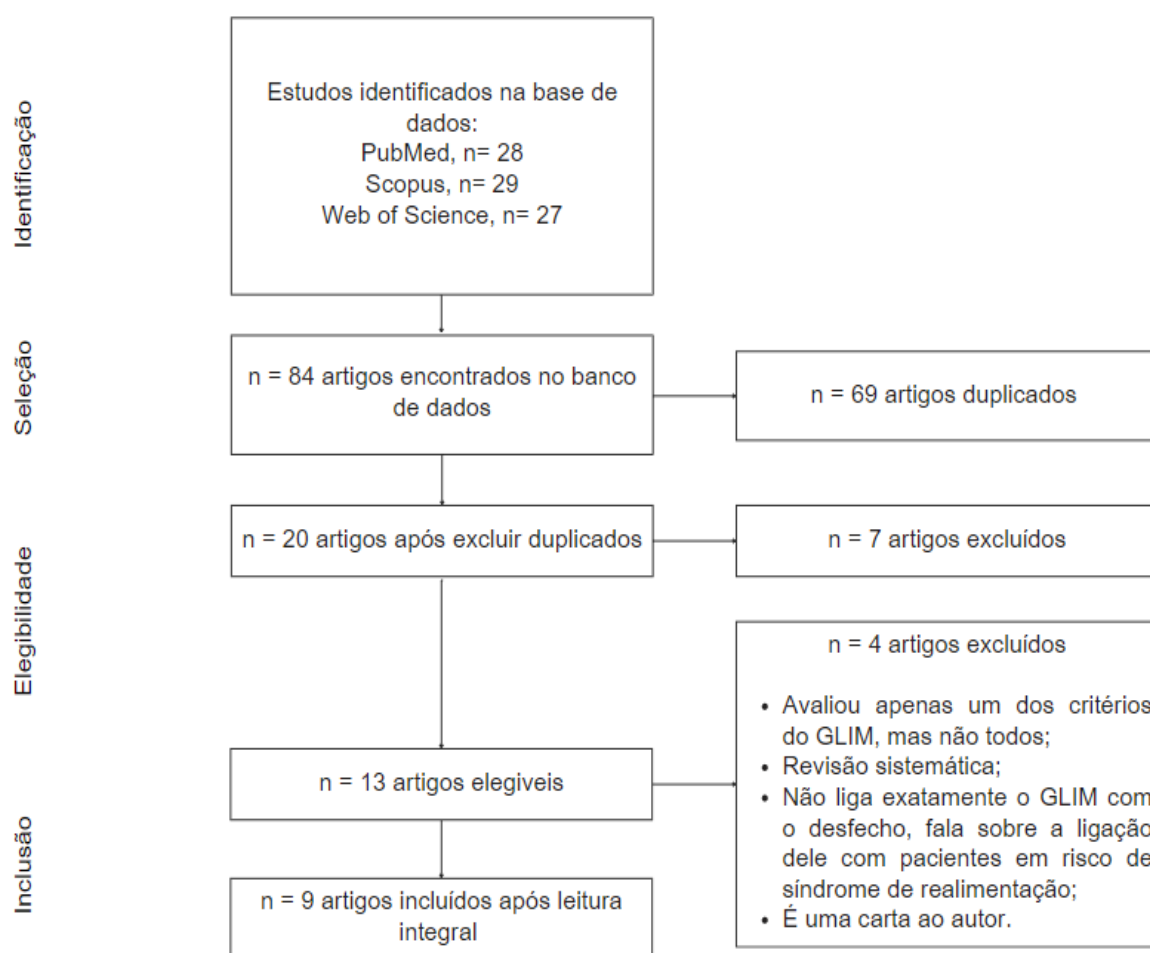 Identificação
Estudos identificados na base de
dados:
PubMed, n= 28
Scopus, n= 29
Web of Science, n= 27
Seleção
n = 84 artigos encontrados no banco
de dados
n = 69 artigos duplicados
Elegibilidade
n = 20 artigos após excluir duplicados
n = 7 artigos excluídos
n = 13 artigos elegiveis
n = 4 artigos excluídos
• Avaliou apenas um dos critérios
do GLIM, mas não todos;
• Revisão sistemática;
• Não liga exatamente o GLIM com
o desfecho, fala sobre a ligação
dele com pacientes em risco de
síndrome de realimentação;
• É uma carta ao autor.
Inclusão
n = 9 artigos incluídos após leitura
integral